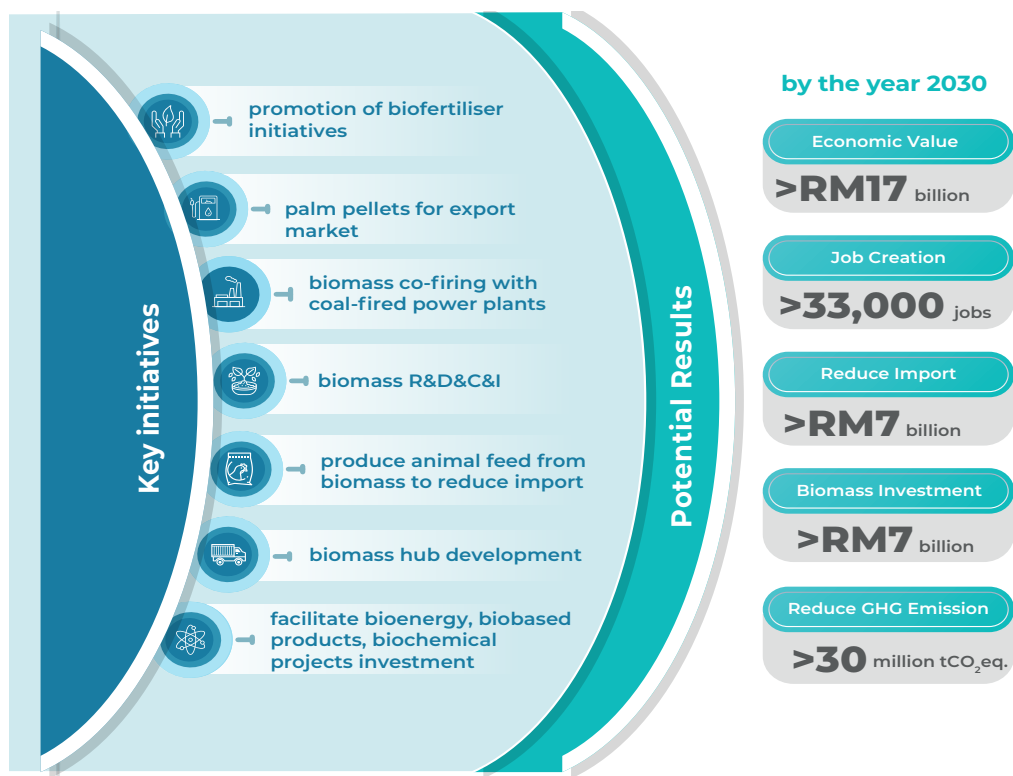 Key initiatives
promotion of biofertiliser
initiatives
palm pellets for export
market
biomass co-firing with
coal-fired power plants
biomass R&D&C&I
produce animal feed from
biomass to reduce import
biomass hub development
facilitate bioenergy, biobased
products, biochemical
projects investment
Potential Results
by the year 2030
Economic Value
>RM17 billion
Job Creation
>33,000 jobs
Reduce Import
>RM7 billion
Biomass Investment
>RM7 billion
Reduce GHG Emission
>30 million tCO₂eq.